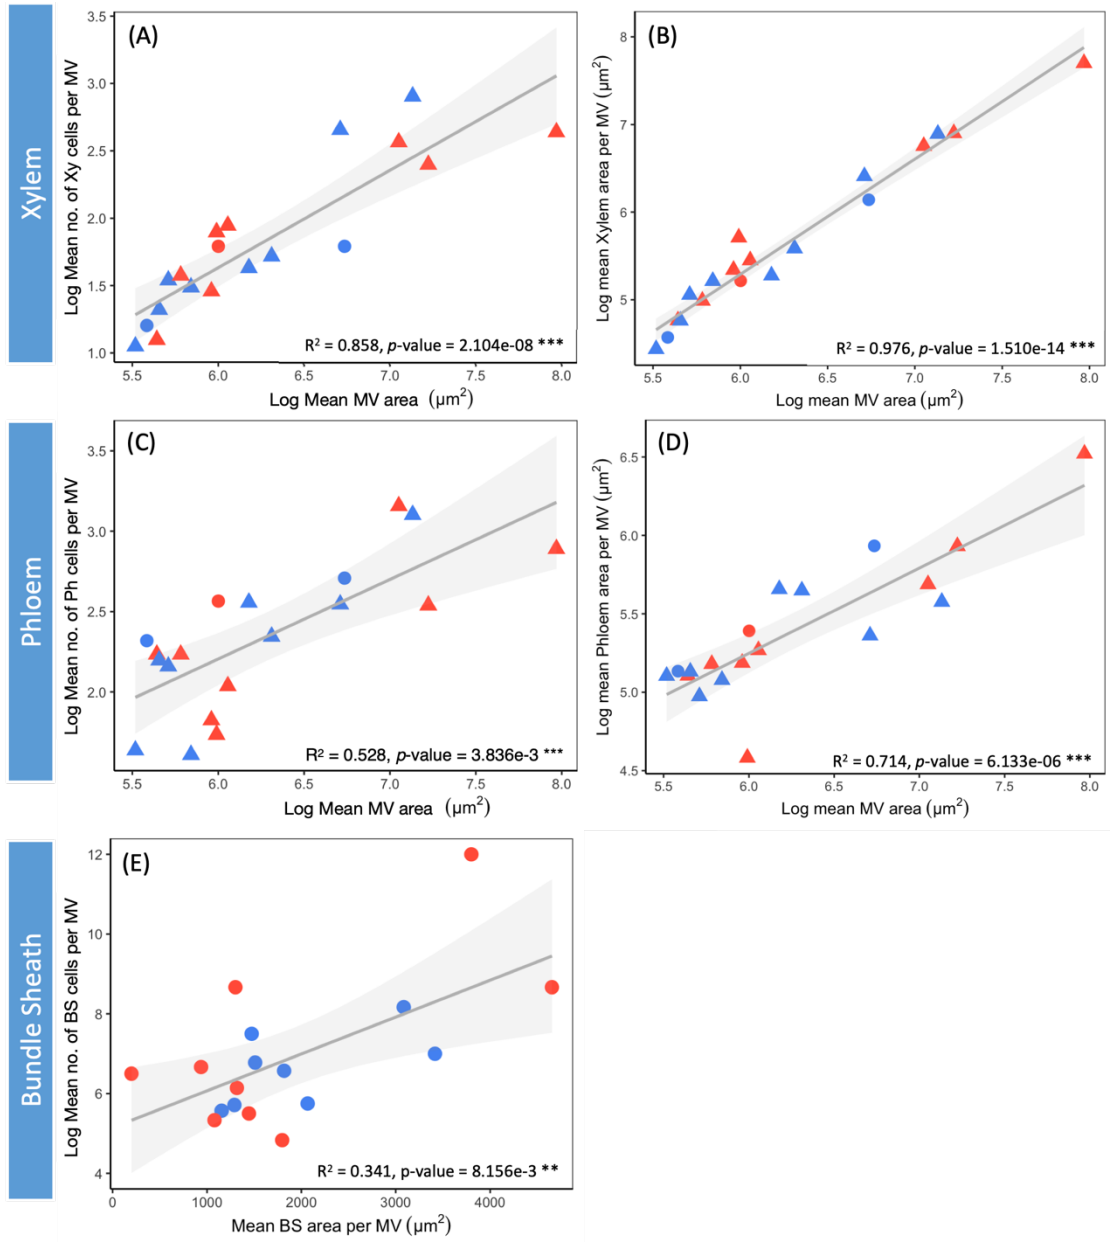 Xylem
(A)
Log Mean no. of Xy cells per MV
3.5
3.0
2.5
2.0
1.5
1.0
R² = 0.858, p-value = 2.104e-08 ***
5.5 6.0 6.5 7.0 7.5 8.0
Log Mean MV area (μm²)
(B)
Log mean Xylem area per MV (μm²)
8
7
6
5
R² = 0.976, p-value = 1.510e-14 ***
5.5 6.0 6.5 7.0 7.5 8.0
Log mean MV area (μm²)
Phloem
(C)
Log Mean no. of Ph cells per MV
3.5
3.0
2.5
2.0
R² = 0.528, p-value = 3.836e-3 ***
5.5 6.0 6.5 7.0 7.5 8.0
Log Mean MV area (μm²)
(D)
Log mean Phloem area per MV (μm²)
6.5
6.0
5.5
5.0
4.5
R² = 0.714, p-value = 6.133e-06 ***
5.5 6.0 6.5 7.0 7.5 8.0
Log mean MV area (μm²)
Bundle Sheath
(E)
Log Mean no. of BS cells per MV
12
10
8
6
4
R² = 0.341, p-value = 8.156e-3 **
0 1000 2000 3000 4000
Mean BS area per MV (μm²)